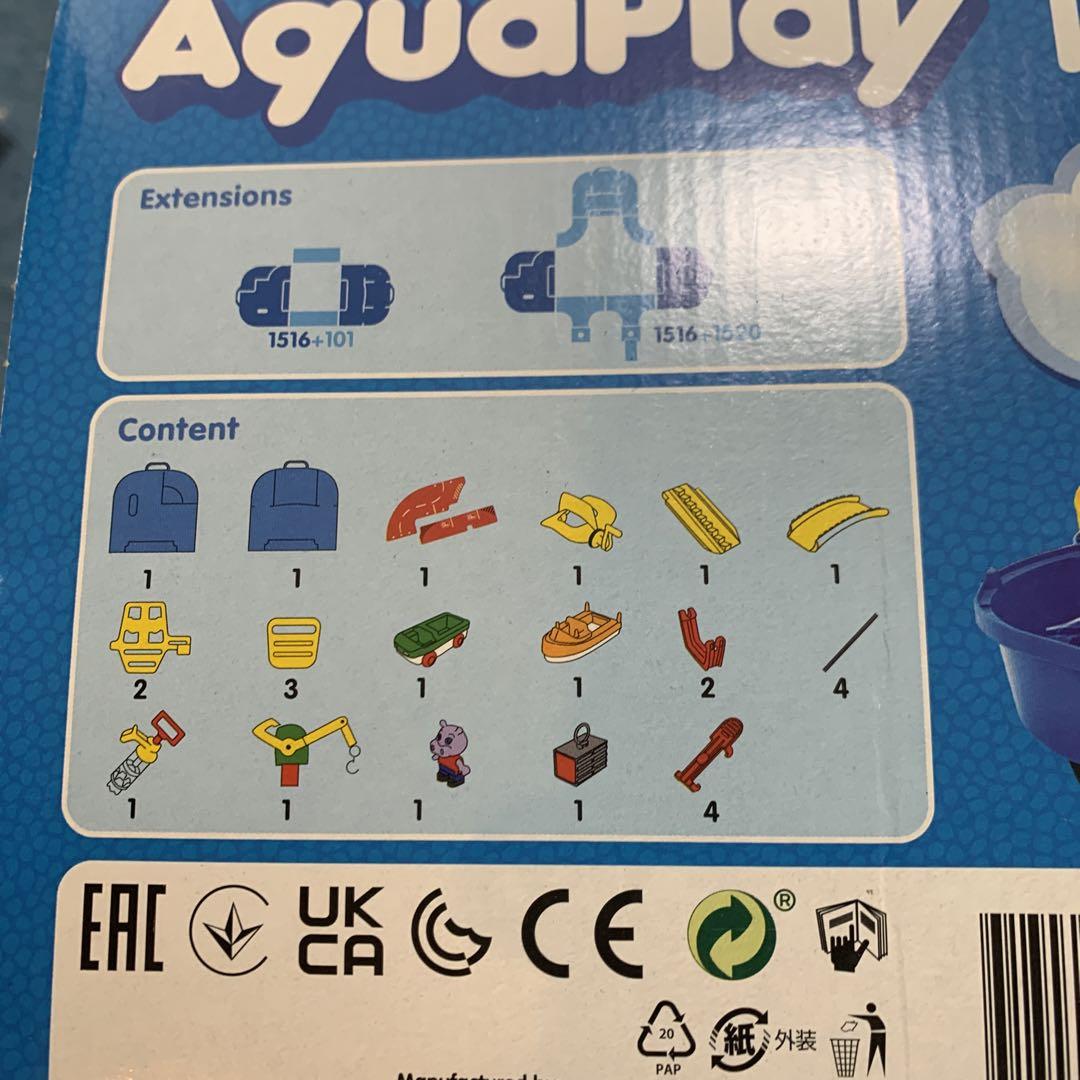 AquaPlay
Extensions
1516+101
1516+1520
Content
1 1 1 1 1 1
2 3 1 1 2 4
1 1 1 1 4
EAC
UK
CA
CE
®
20
PAP
紙
外装